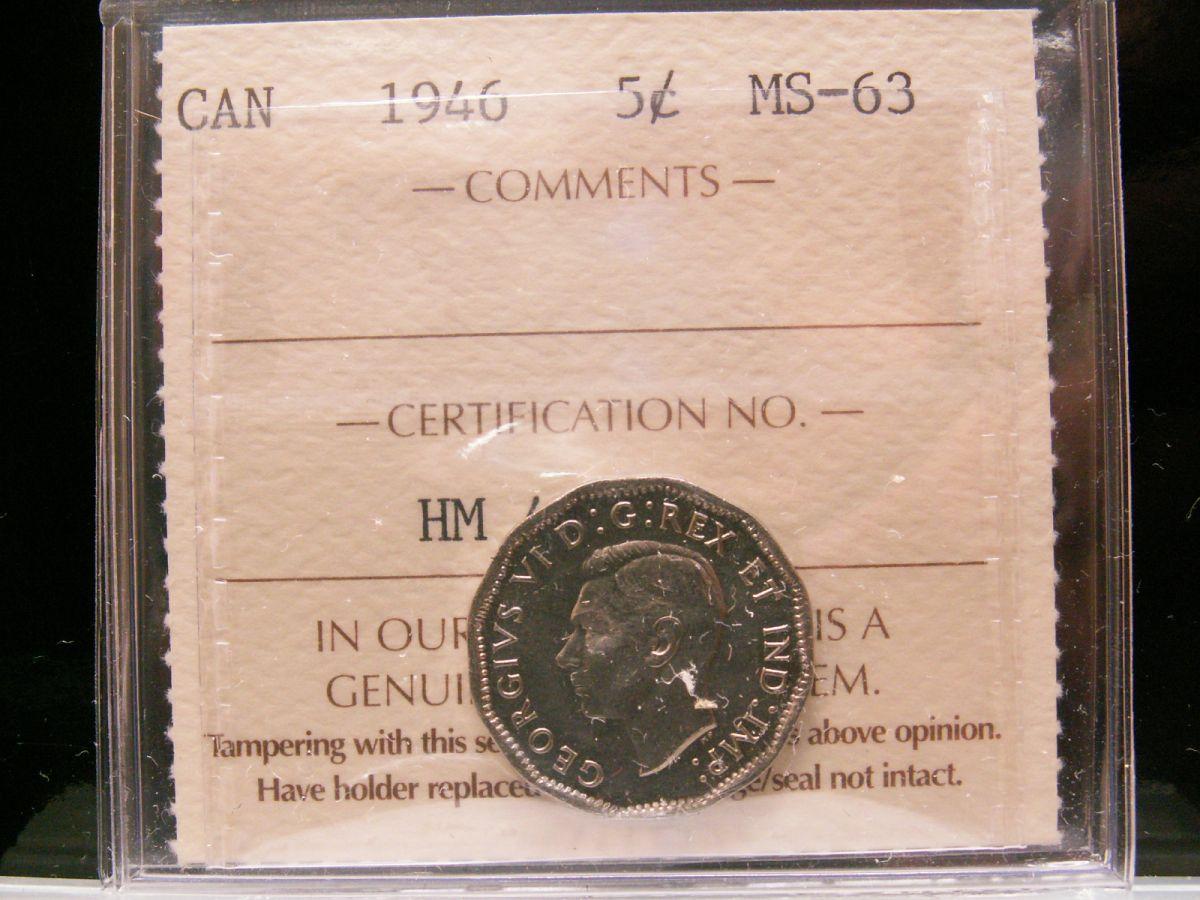 CAN 1946 5¢ MS-63
— COMMENTS —
— CERTIFICATION NO. —
HM
GEORGIVS VI D:G:REX ET IND:IMP:
IN OUR IS A
GENUI EM.
Tampering with this se above opinion.
Have holder replaced /seal not intact.